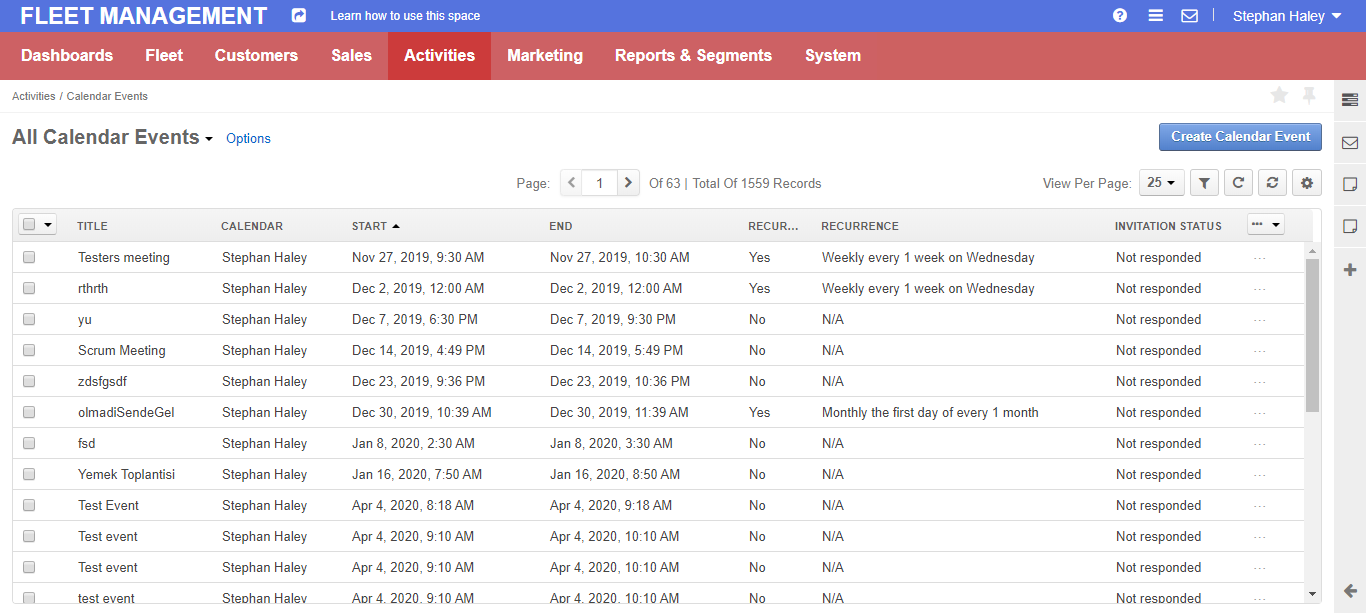 FLEET MANAGEMENT Learn how to use this space Stephan Haley
Dashboards Fleet Customers Sales Activities Marketing Reports & Segments System
Activities / Calendar Events
All Calendar Events Options Create Calendar Event
Page: 1 Of 63 | Total Of 1559 Records View Per Page: 25
TITLE CALENDAR START END RECUR... RECURRENCE INVITATION STATUS ...
Testers meeting Stephan Haley Nov 27, 2019, 9:30 AM Nov 27, 2019, 10:30 AM Yes Weekly every 1 week on Wednesday Not responded ...
rthrth Stephan Haley Dec 2, 2019, 12:00 AM Dec 2, 2019, 12:00 AM Yes Weekly every 1 week on Wednesday Not responded ...
yu Stephan Haley Dec 7, 2019, 6:30 PM Dec 7, 2019, 9:30 PM No N/A Not responded ...
Scrum Meeting Stephan Haley Dec 14, 2019, 4:49 PM Dec 14, 2019, 5:49 PM No N/A Not responded ...
zdsfgsdf Stephan Haley Dec 23, 2019, 9:36 PM Dec 23, 2019, 10:36 PM No N/A Not responded ...
olmadiSendeGel Stephan Haley Dec 30, 2019, 10:39 AM Dec 30, 2019, 11:39 AM Yes Monthly the first day of every 1 month Not responded ...
fsd Stephan Haley Jan 8, 2020, 2:30 AM Jan 8, 2020, 3:30 AM No N/A Not responded ...
Yemek Toplantisi Stephan Haley Jan 16, 2020, 7:50 AM Jan 16, 2020, 8:50 AM No N/A Not responded ...
Test Event Stephan Haley Apr 4, 2020, 8:18 AM Apr 4, 2020, 9:18 AM No N/A Not responded ...
Test event Stephan Haley Apr 4, 2020, 9:10 AM Apr 4, 2020, 10:10 AM No N/A Not responded ...
Test event Stephan Haley Apr 4, 2020, 9:10 AM Apr 4, 2020, 10:10 AM No N/A Not responded ...
test event Stephan Haley Apr 4, 2020, 9:10 AM Apr 4, 2020, 10:10 AM No N/A Not responded ...